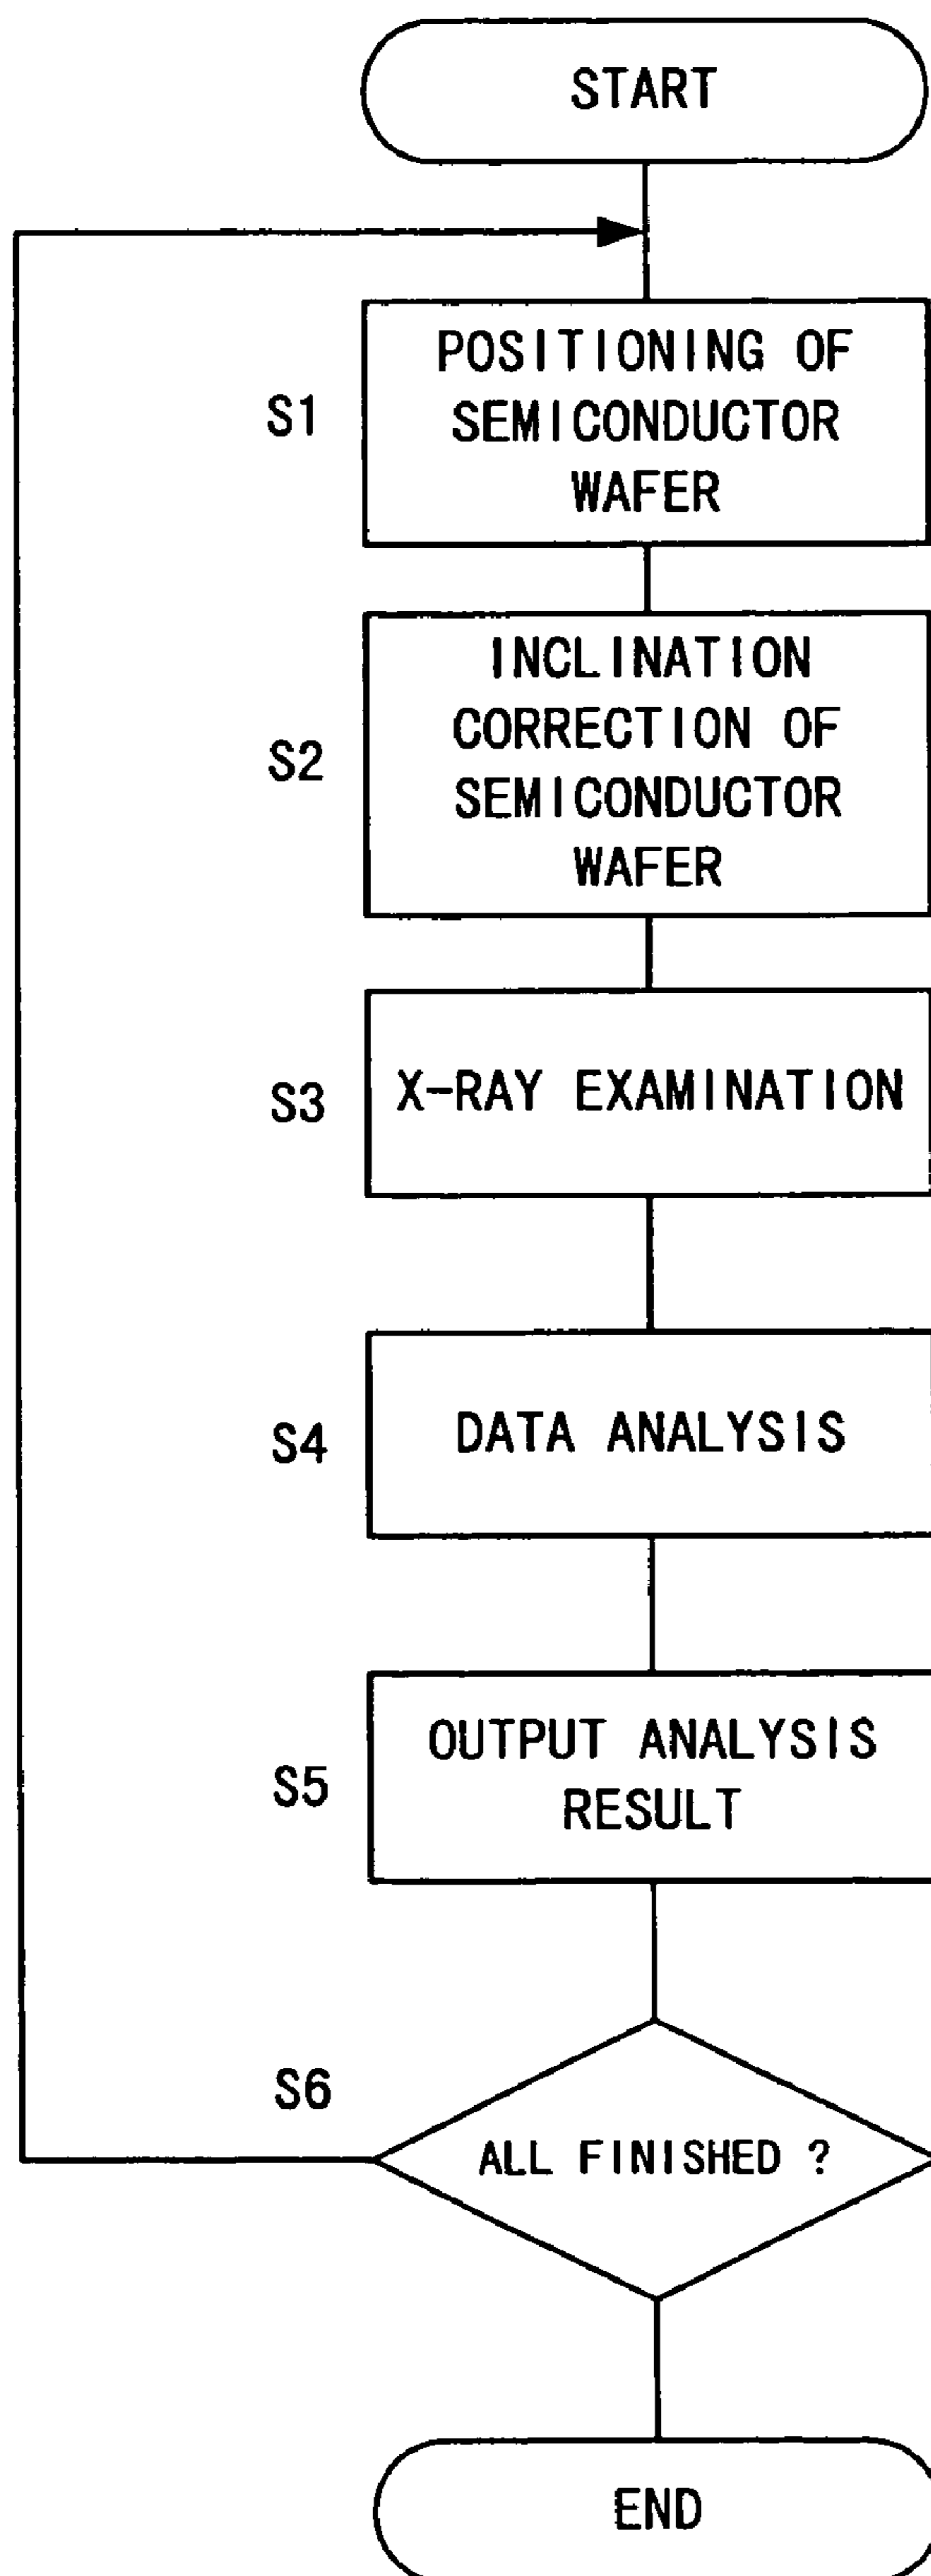 START
S1
POSITIONING OF
SEMICONDUCTOR
WAFER
S2
INCLINATION
CORRECTION OF
SEMICONDUCTOR
WAFER
S3
X-RAY EXAMINATION
S4
DATA ANALYSIS
S5
OUTPUT ANALYSIS
RESULT
S6
ALL FINISHED ?
END